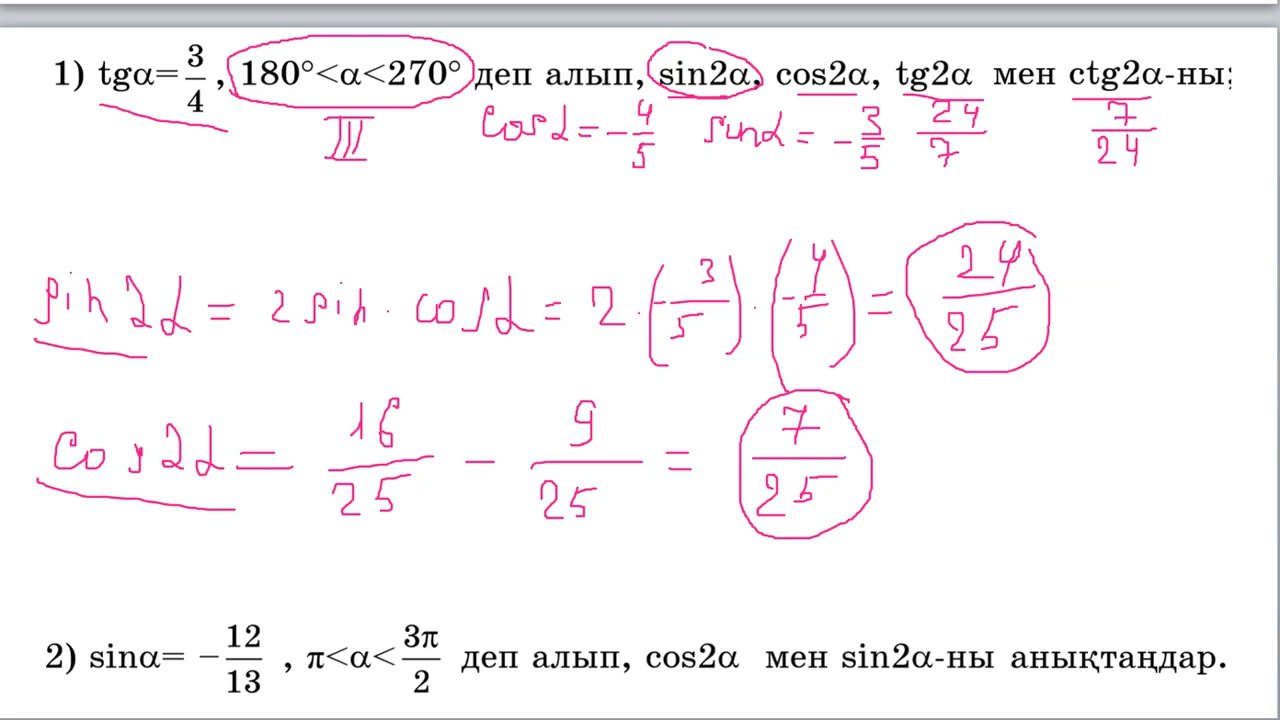 1) tgα=3/4, 180°<α<270° деп алып, sin2α, cos2α, tg2α мен ctg2α-ны;
III cosα = -4/5 sinα = -3/5 24/7 7/24
sin2α = 2 sin · cosα = 2 · (-3/5) · (-4/5) = 24/25
cos2α = 16/25 - 9/25 = 7/25
2) sinα= -12/13, π<α<3π/2 деп алып, cos2α мен sin2α-ны анықтаңдар.